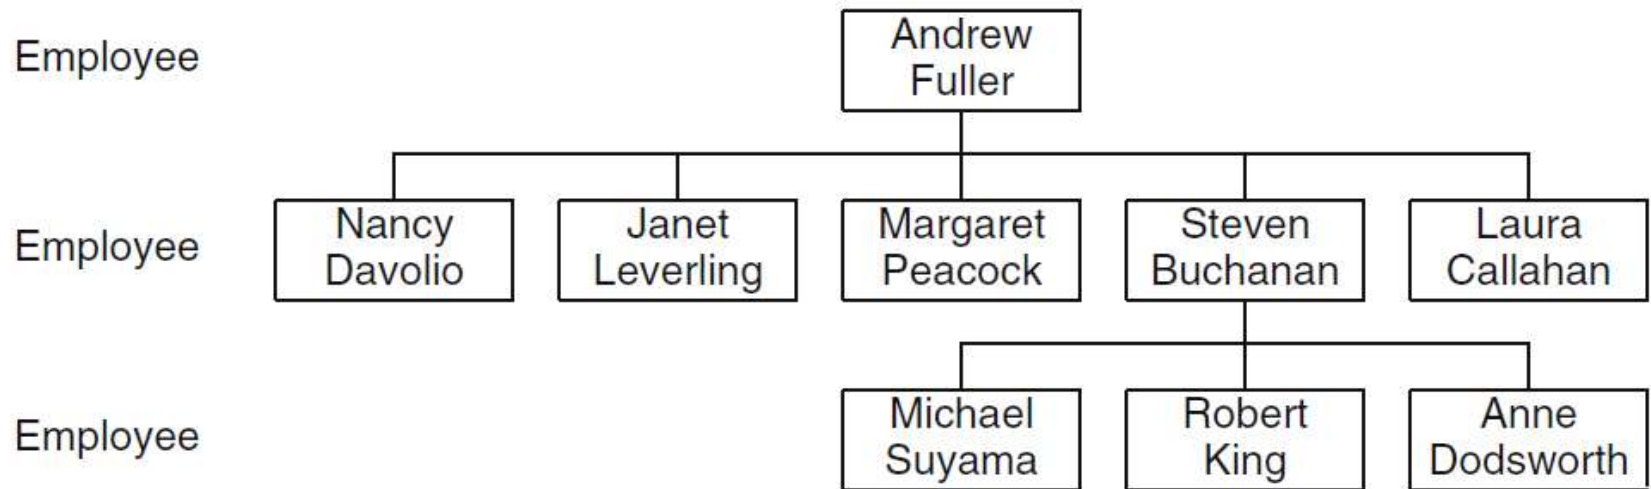 Employee
Andrew
Fuller
Employee
Nancy
Davolio
Janet
Leverling
Margaret
Peacock
Steven
Buchanan
Laura
Callahan
Employee
Michael
Suyama
Robert
King
Anne
Dodsworth